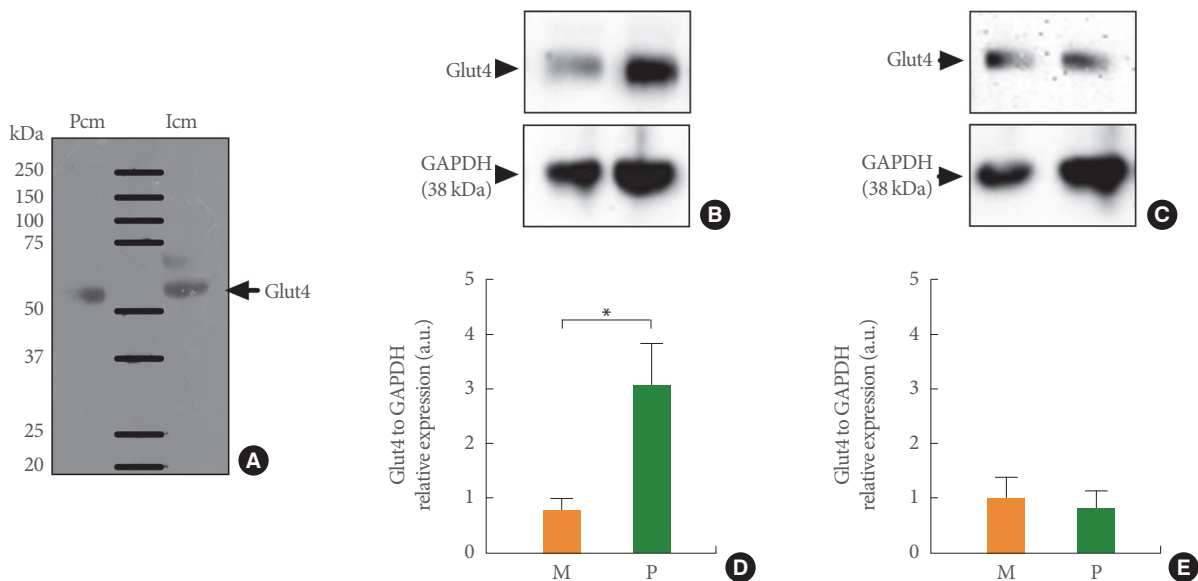 kDa
Pcm Icm
250
150
100
75
50
37
25
20
Glut4
A
Glut4
GAPDH
(38 kDa)
B
Glut4
GAPDH
(38 kDa)
C
Glut4 to GAPDH
relative expression (a.u.)
5
4
3
2
1
0
*
M P
D
Glut4 to GAPDH
relative expression (a.u.)
5
4
3
2
1
0
M P
E